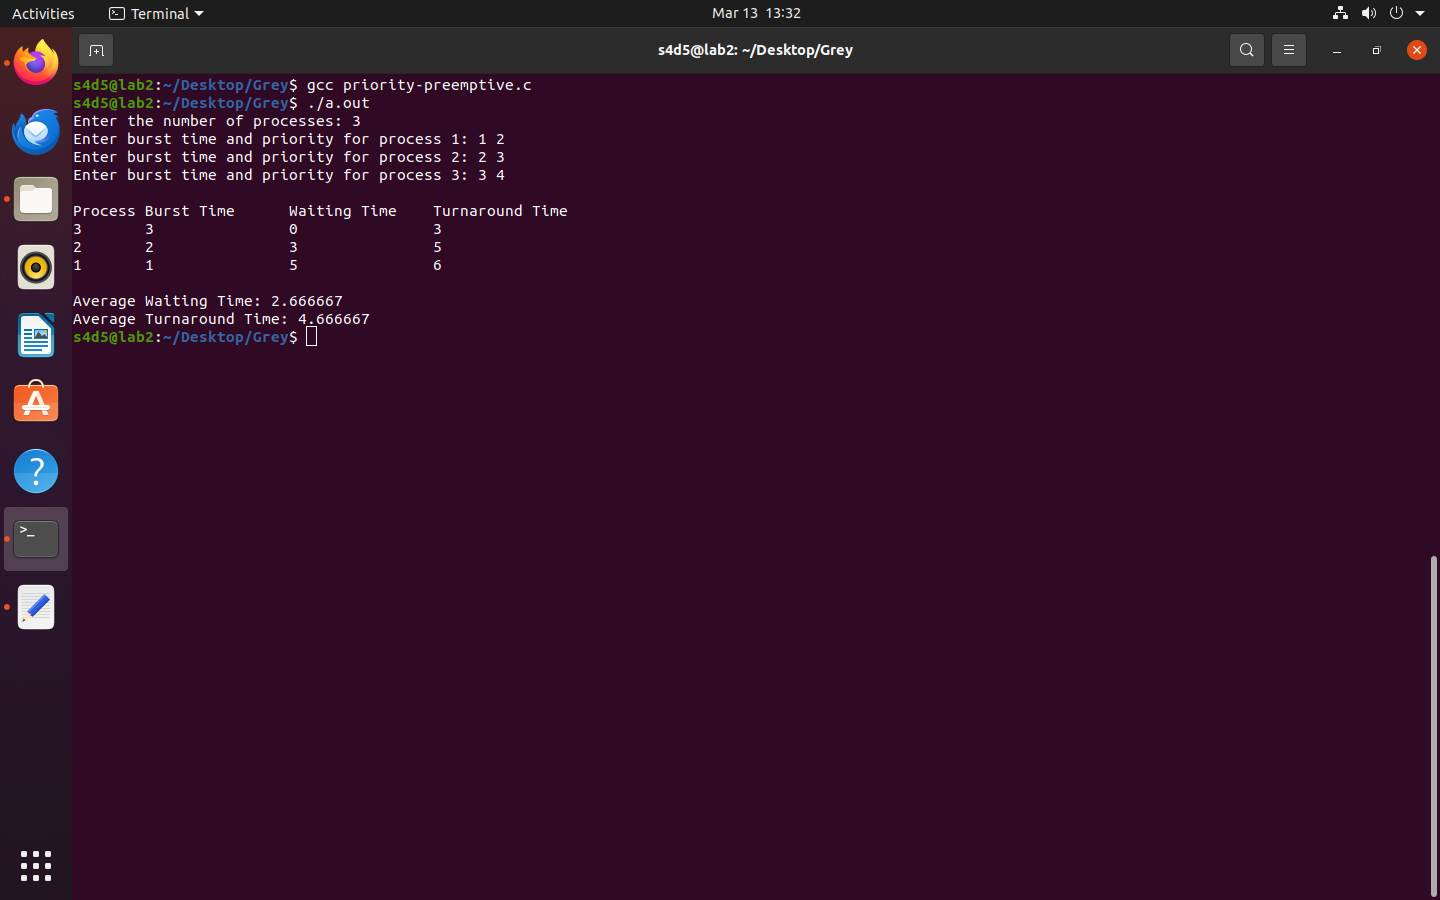 Activities
Terminal
Mar 13 13:32
s4d5@lab2: ~/Desktop/Grey
s4d5@lab2:~/Desktop/Grey$ gcc priority-preemptive.c
s4d5@lab2:~/Desktop/Grey$ ./a.out
Enter the number of processes: 3
Enter burst time and priority for process 1: 1 2
Enter burst time and priority for process 2: 2 3
Enter burst time and priority for process 3: 3 4
Process Burst Time Waiting Time Turnaround Time
3 3 0 3
2 2 3 5
1 1 5 6
Average Waiting Time: 2.666667
Average Turnaround Time: 4.666667
s4d5@lab2:~/Desktop/Grey$